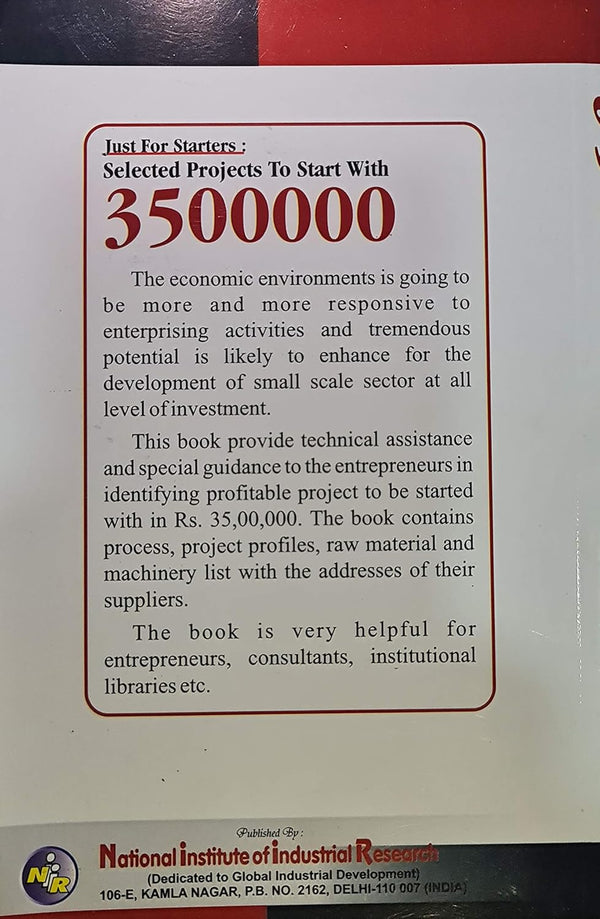 Just For Starters :
Selected Projects To Start With
3500000
The economic environments is going to
be more and more responsive to
enterprising activities and tremendous
potential is likely to enhance for the
development of small scale sector at all
level of investment.
This book provide technical assistance
and special guidance to the entrepreneurs in
identifying profitable project to be started
with in Rs. 35,00,000. The book contains
process, project profiles, raw material and
machinery list with the addresses of their
suppliers.
The book is very helpful for
entrepreneurs, consultants, institutional
libraries etc.
Published By :
National Institute of Industrial Research
(Dedicated to Global Industrial Development)
106-E, KAMLA NAGAR, P.B. NO. 2162, DELHI-110 007 (INDIA)
NIR